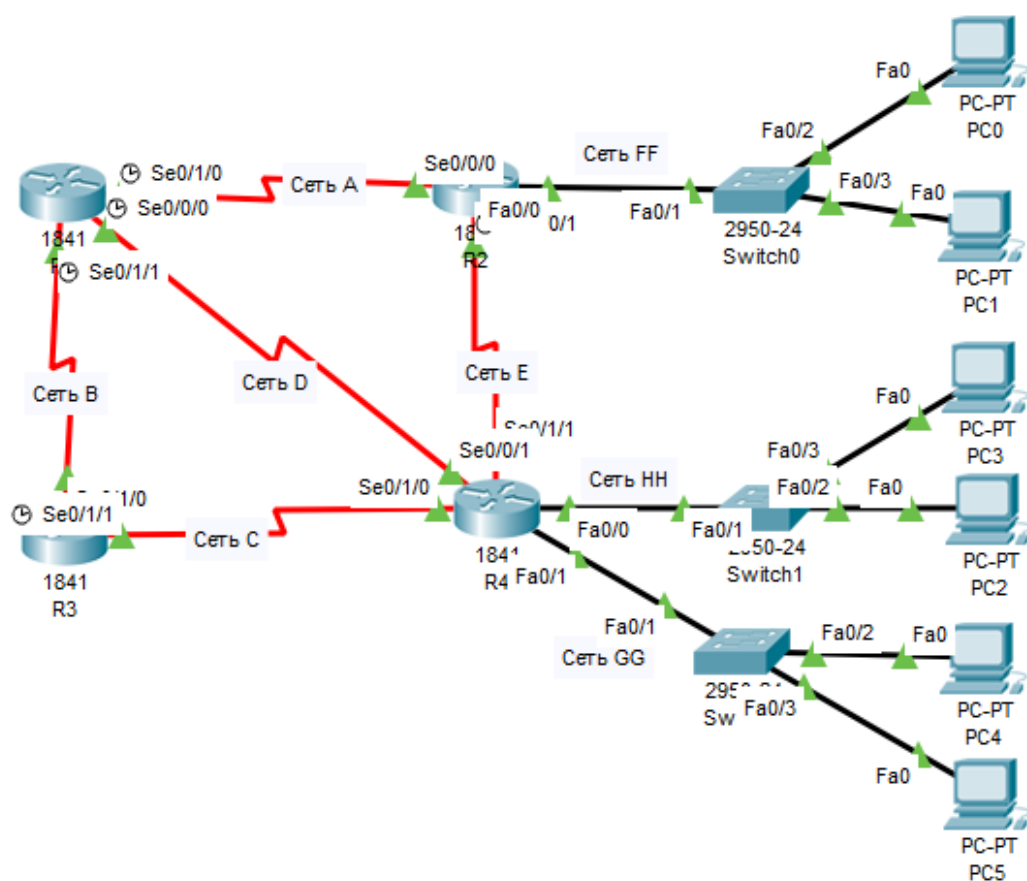 Fa0
PC-PT
PC0
Fa0/2
Сеть FF
Se0/1/0
Сеть A
Se0/0/0
Se0/0/0
Fa0/0
0/1
Fa0/1
Fa0/3
Fa0
1841
R2
2950-24
Switch0
PC-PT
PC1
Se0/1/1
Сеть D
Сеть E
Сеть B
Fa0
PC-PT
PC3
Se0/0/1
Fa0/3
Сеть HH
Se0/1/0
Fa0/2
Fa0
Se0/1/1
Сеть C
Fa0/0
Fa0/1
1841
R3
R4
Fa0/1
Switch1
PC-PT
PC2
Fa0/1
Сеть GG
Fa0/2
Fa0
Fa0/3
PC-PT
PC4
Fa0
PC-PT
PC5